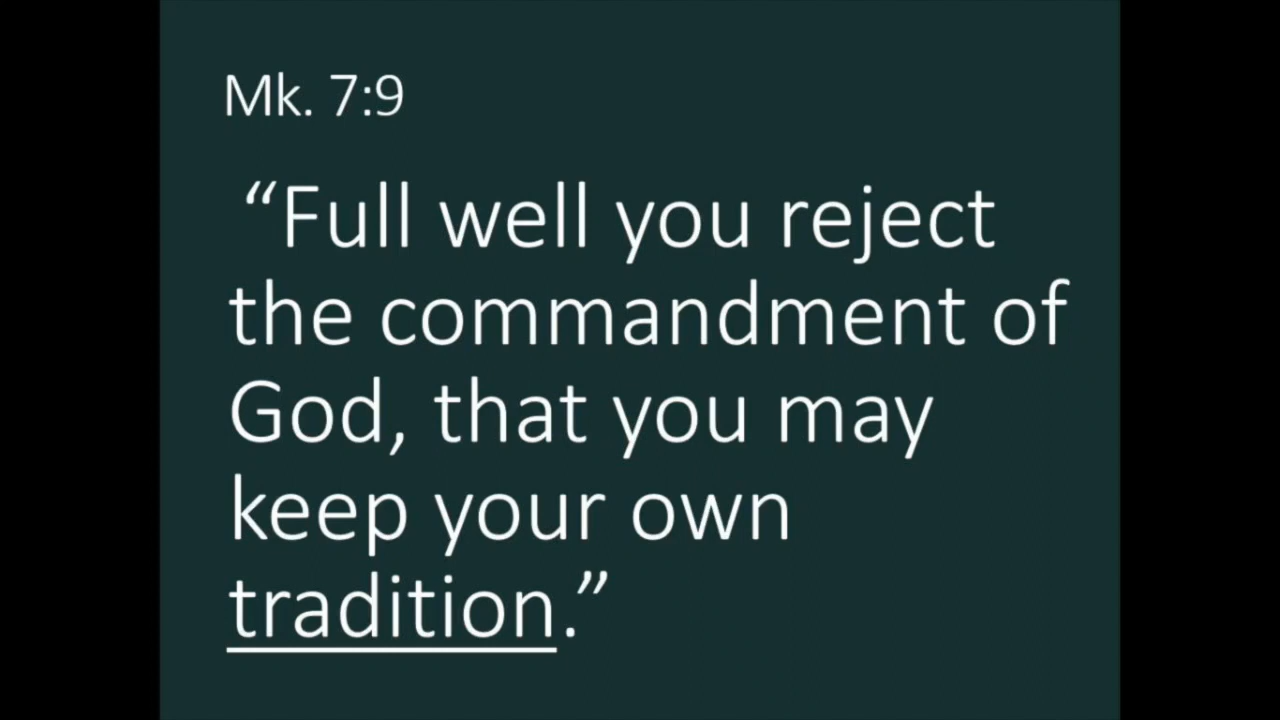 Mk. 7:9
“Full well you reject
the commandment of
God, that you may
keep your own
tradition.”